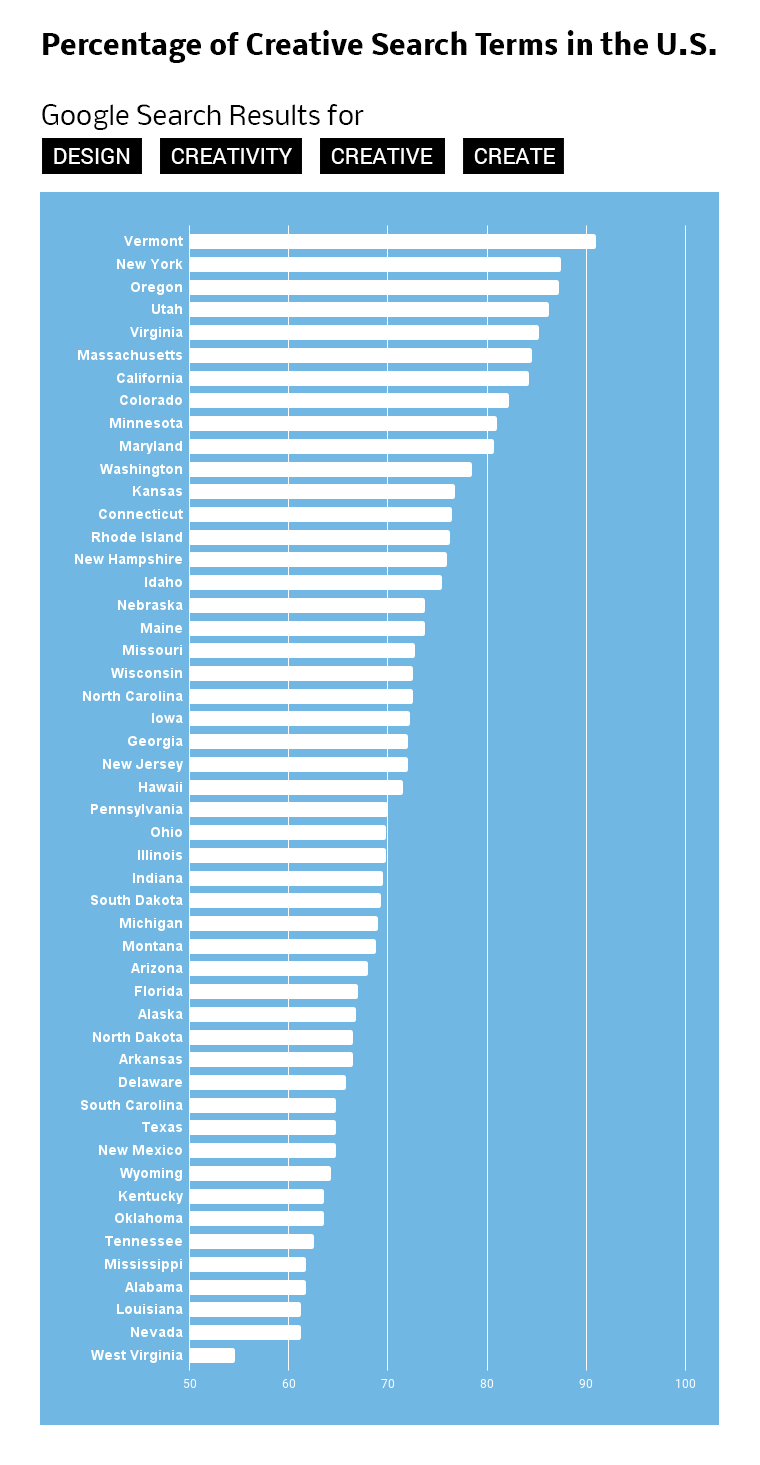 Percentage of Creative Search Terms in the U.S.
Google Search Results for
DESIGN CREATIVITY CREATIVE CREATE
Vermont
New York
Oregon
Utah
Virginia
Massachusetts
California
Colorado
Minnesota
Maryland
Washington
Kansas
Connecticut
Rhode Island
New Hampshire
Idaho
Nebraska
Maine
Missouri
Wisconsin
North Carolina
Iowa
Georgia
New Jersey
Hawaii
Pennsylvania
Ohio
Illinois
Indiana
South Dakota
Michigan
Montana
Arizona
Florida
Alaska
North Dakota
Arkansas
Delaware
South Carolina
Texas
New Mexico
Wyoming
Kentucky
Oklahoma
Tennessee
Mississippi
Alabama
Louisiana
Nevada
West Virginia
50 60 70 80 90 100